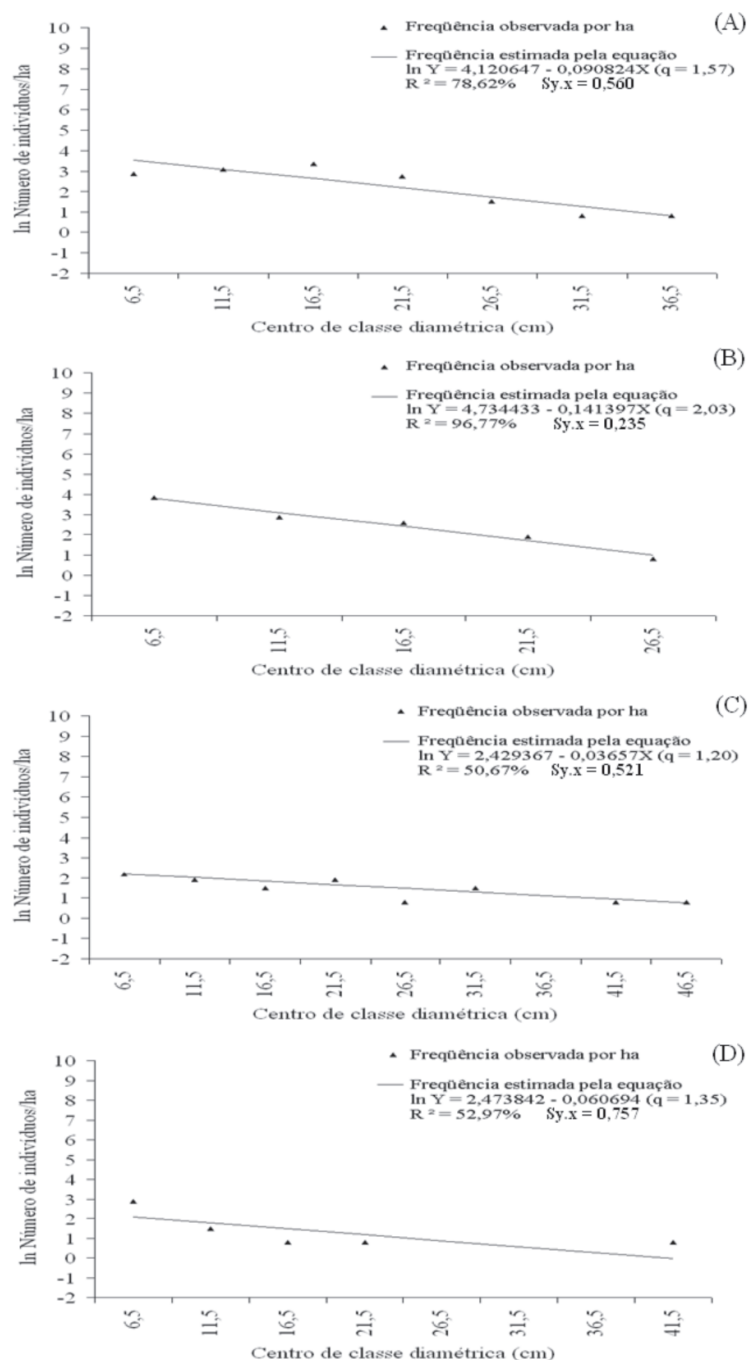 (A)
Freqüência observada por ha
Freqüência estimada pela equação
ln Y = 4,120647 - 0,090824X (q = 1,57)
R ² = 78,62% Sy.x = 0,560
ln Número de indivíduos/ha
10
9
8
7
6
5
4
3
2
1
0
-1
-2
6,5 11,5 16,5 21,5 26,5 31,5 36,5
Centro de classe diamétrica (cm)
(B)
Freqüência observada por ha
Freqüência estimada pela equação
ln Y = 4,734433 - 0,141397X (q = 2,03)
R ² = 96,77% Sy.x = 0,235
ln Número de indivíduos/ha
10
9
8
7
6
5
4
3
2
1
0
-1
-2
6,5 11,5 16,5 21,5 26,5
Centro de classe diamétrica (cm)
(C)
Freqüência observada por ha
Freqüência estimada pela equação
ln Y = 2,429367 - 0,03657X (q = 1,20)
R ² = 50,67% Sy.x = 0,521
ln Número de indivíduos/ha
10
9
8
7
6
5
4
3
2
1
0
-1
-2
6,5 11,5 16,5 21,5 26,5 31,5 36,5 41,5 46,5
Centro de classe diamétrica (cm)
(D)
Freqüência observada por ha
Freqüência estimada pela equação
ln Y = 2,473842 - 0,060694 (q = 1,35)
R ² = 52,97% Sy.x = 0,757
ln Número de indivíduos/ha
10
9
8
7
6
5
4
3
2
1
0
-1
-2
6,5 11,5 16,5 21,5 26,5 31,5 36,5 41,5
Centro de classe diamétrica (cm)